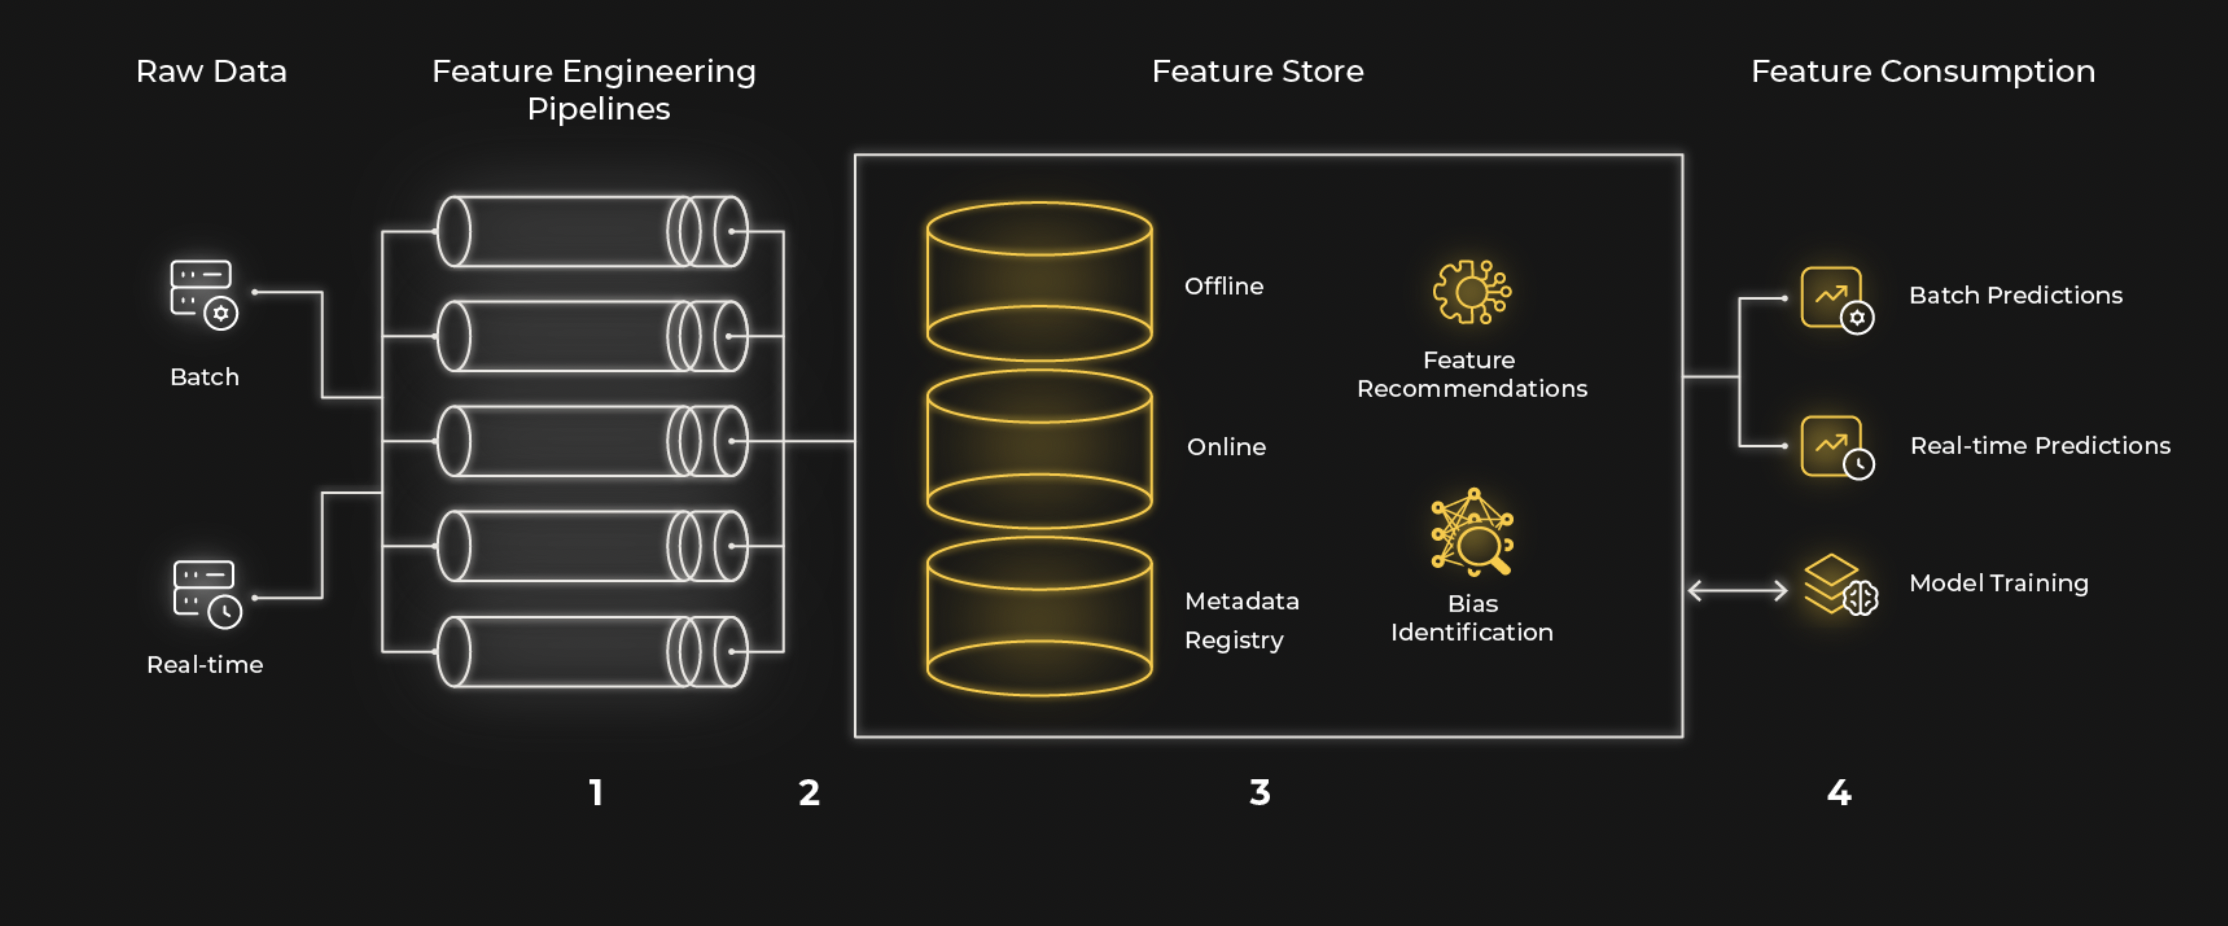 Raw Data
Feature Engineering
Pipelines
Feature Store
Feature Consumption
Batch
Real-time
Offline
Online
Metadata
Registry
Feature
Recommendations
Bias
Identification
Batch Predictions
Real-time Predictions
Model Training
1
2
3
4